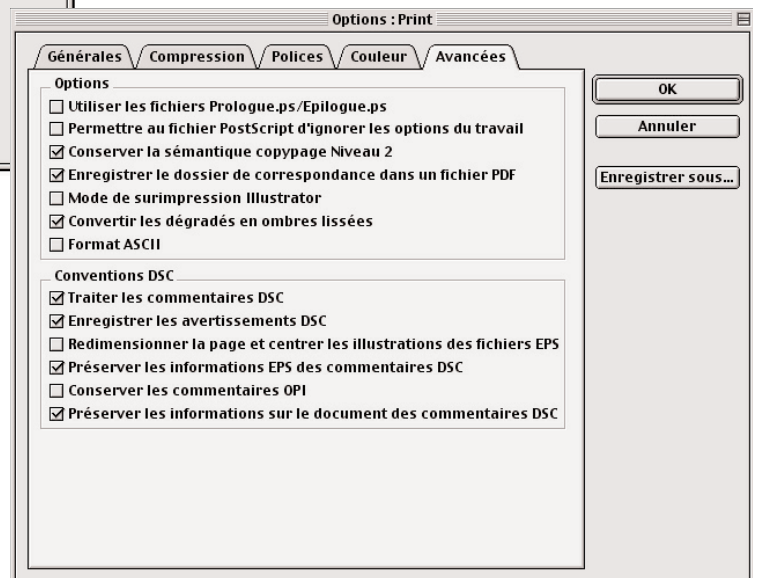 Options : Print
Générales Compression Polices Couleur Avancées
Options
Utiliser les fichiers Prologue.ps/Epilogue.ps
Permettre au fichier PostScript d'ignorer les options du travail
Conserver la sémantique copypage Niveau 2
Enregistrer le dossier de correspondance dans un fichier PDF
Mode de surimpression Illustrator
Convertir les dégradés en ombres lissées
Format ASCII
Conventions DSC
Traiter les commentaires DSC
Enregistrer les avertissements DSC
Redimensionner la page et centrer les illustrations des fichiers EPS
Préserver les informations EPS des commentaires DSC
Conserver les commentaires OPI
Préserver les informations sur le document des commentaires DSC
OK
Annuler
Enregistrer sous...